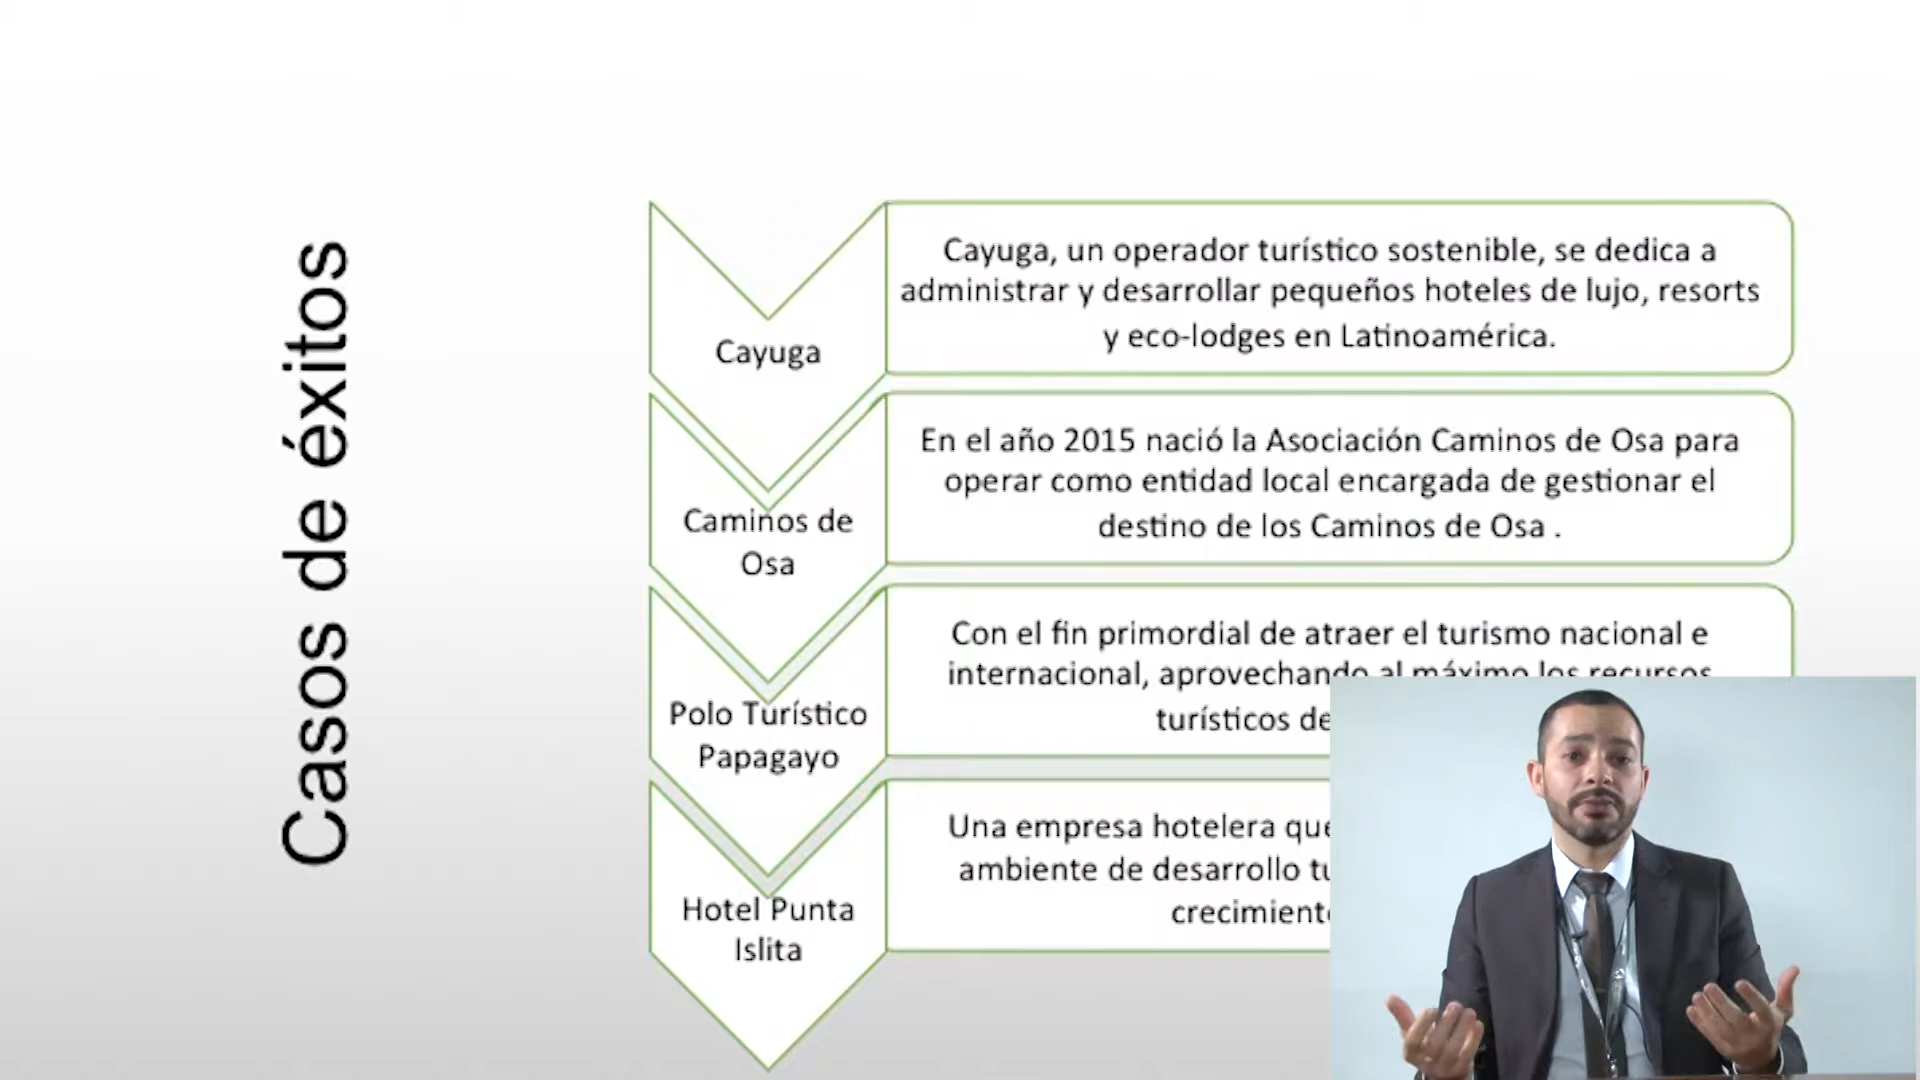 Casos de éxitos
Cayuga
Cayuga, un operador turístico sostenible, se dedica a
administrar y desarrollar pequeños hoteles de lujo, resorts
y eco-lodges en Latinoamérica.
Caminos de
Osa
En el año 2015 nació la Asociación Caminos de Osa para
operar como entidad local encargada de gestionar el
destino de los Caminos de Osa .
Polo Turístico
Papagayo
Con el fin primordial de atraer el turismo nacional e
internacional, aprovechando al máximo los recursos
turísticos de
Hotel Punta
Islita
Una empresa hotelera que
ambiente de desarrollo